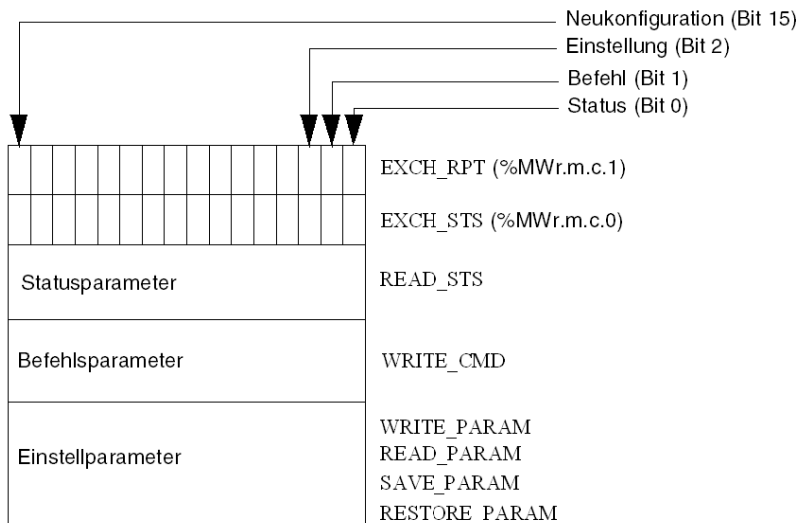 Neukonfiguration (Bit 15)
Einstellung (Bit 2)
Befehl (Bit 1)
Status (Bit 0)
EXCH_RPT (%MWr.m.c.1)
EXCH_STS (%MWr.m.c.0)
Statusparameter READ_STS
Befehlsparameter WRITE_CMD
WRITE_PARAM
Einstellparameter READ_PARAM
SAVE_PARAM
RESTORE_PARAM